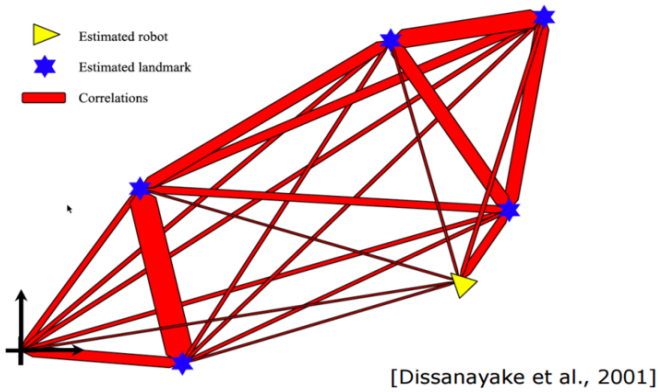 Estimated robot
Estimated landmark
Correlations
[Dissanayake et al., 2001]